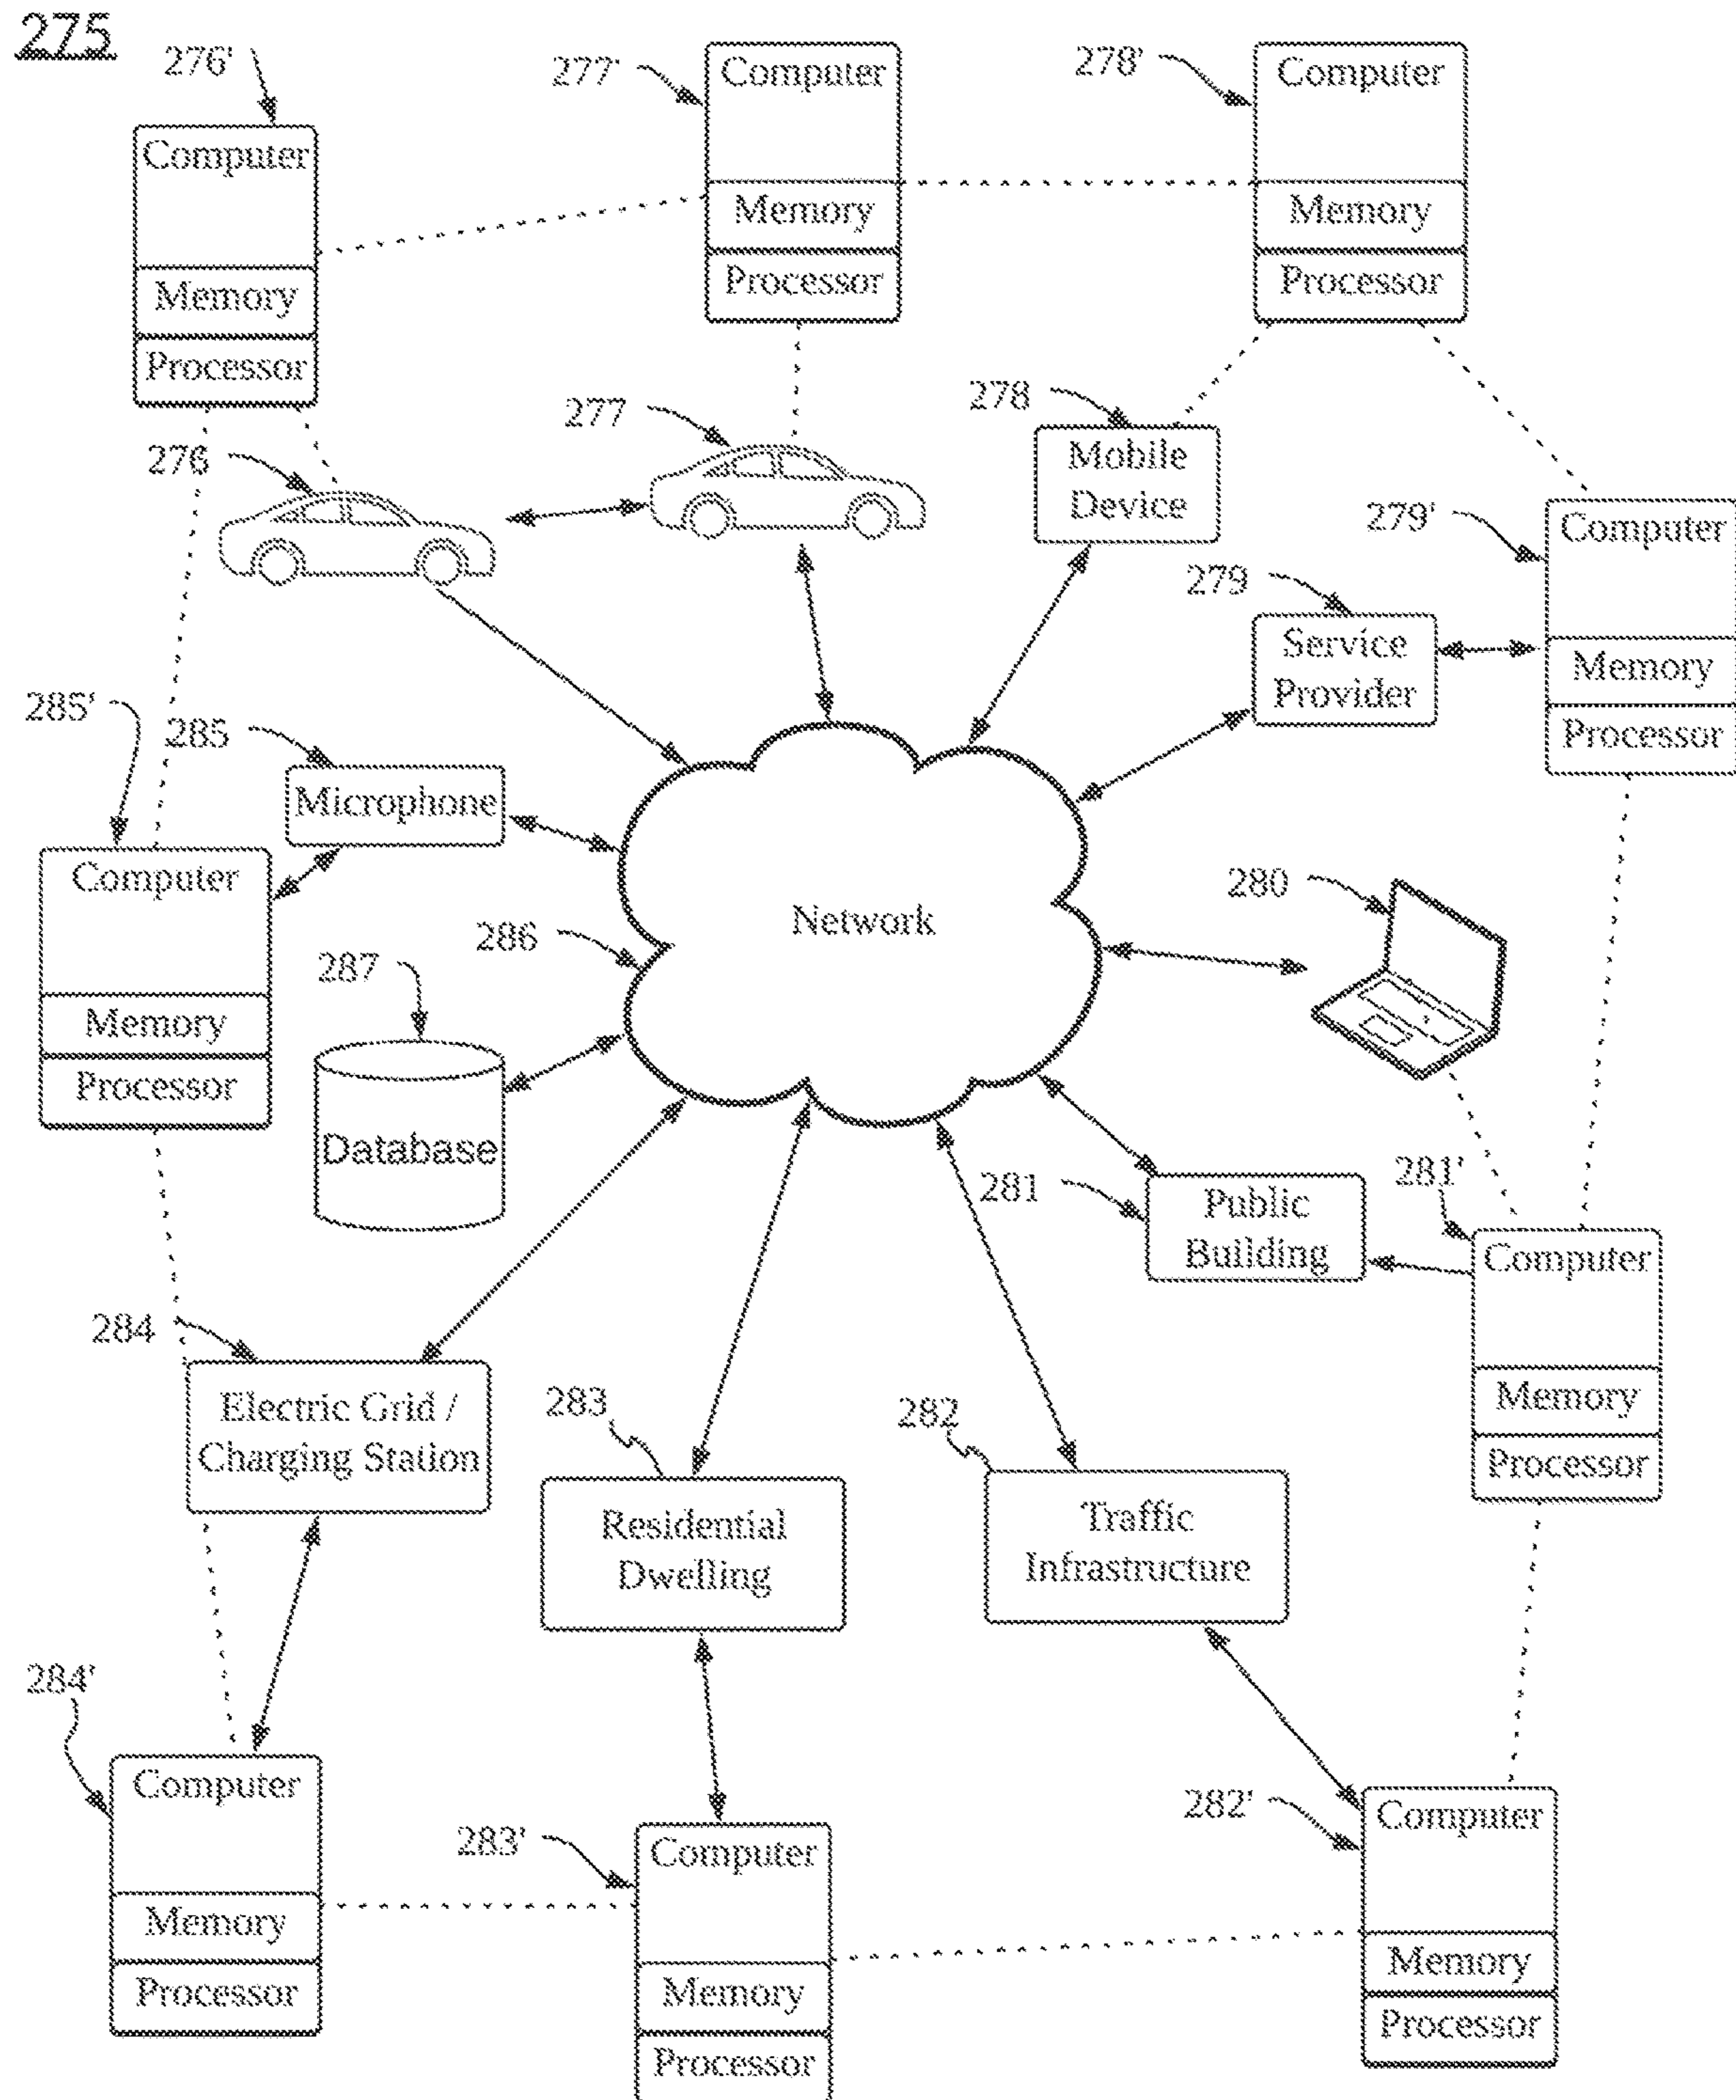 275
276'
277'
278'
Computer
Memory
Processor
Computer
Memory
Processor
Computer
Memory
Processor
276
277
278
Mobile
Device
279'
Computer
Memory
Processor
279
Service
Provider
285'
285
Microphone
Computer
Memory
Processor
286
287
Database
Network
280
281
Public
Building
281'
Computer
Memory
Processor
284
Electric Grid /
Charging Station
283
Residential
Dwelling
282
Traffic
Infrastructure
284'
Computer
Memory
Processor
283'
Computer
Memory
Processor
282'
Computer
Memory
Processor